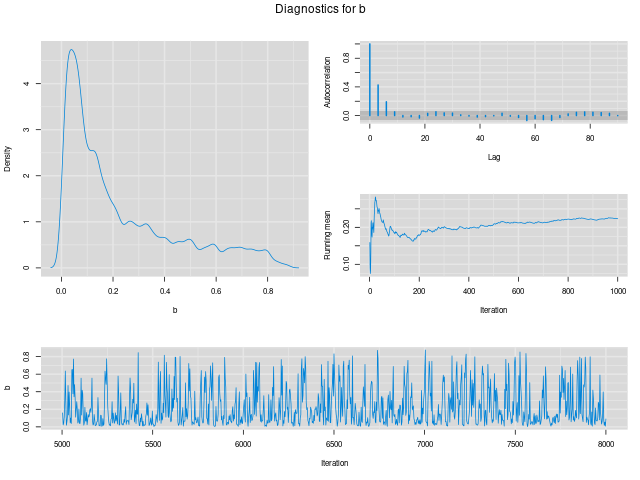 Diagnostics for b
Density
0 1 2 3 4
0.0 0.2 0.4 0.6 0.8
b
Autocorrelation
0.0 0.4 0.8
0 20 40 60 80
Lag
Running mean
0.10 0.20
0 200 400 600 800 1000
Iteration
b
0.0 0.2 0.4 0.6 0.8
5000 5500 6000 6500 7000 7500 8000
Iteration